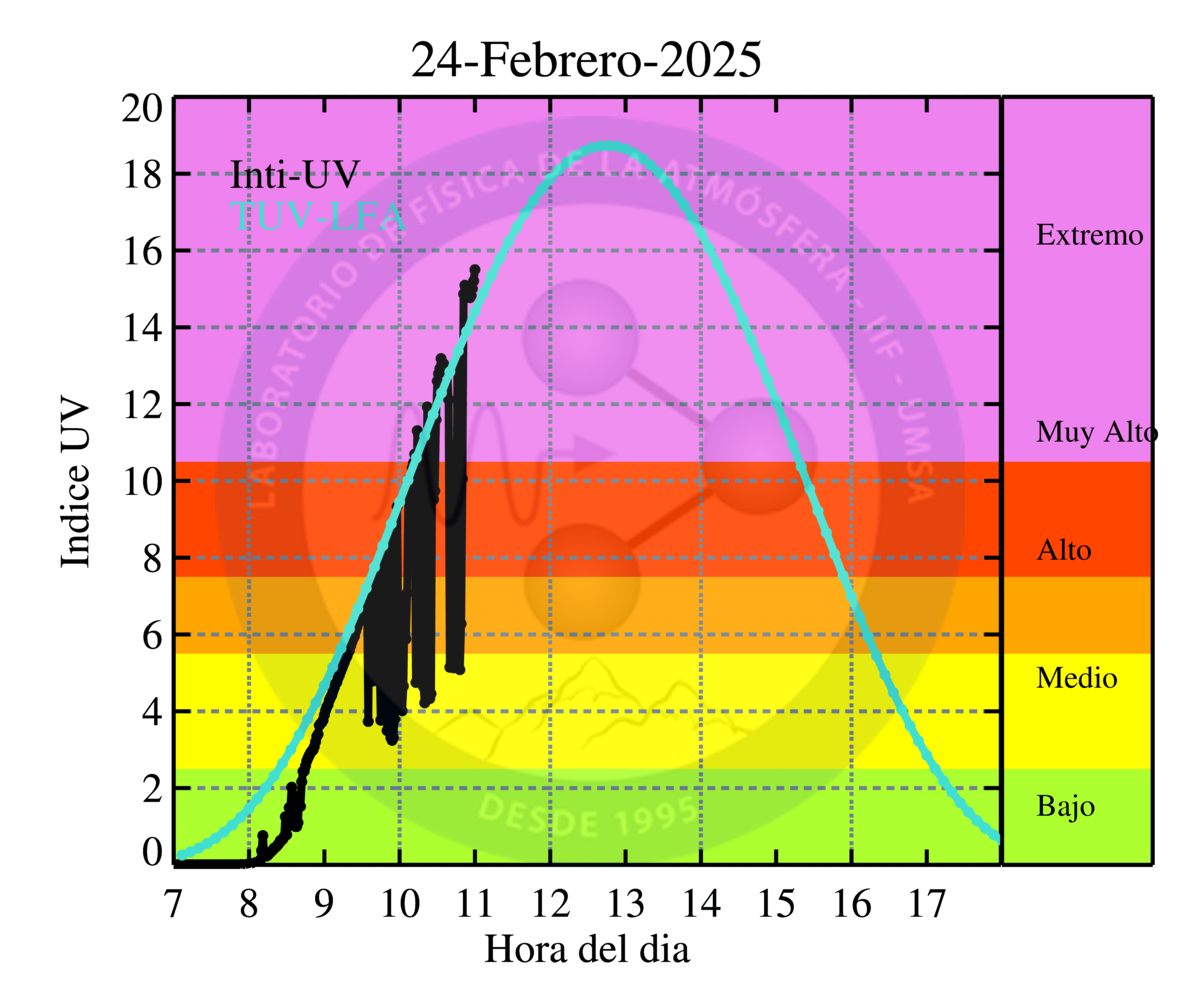 24-Febrero-2025
20
18
16
14
12
10
8
6
4
2
0
Indice UV
Inti-UV
TUV-LFA
LABORATORIO DE FÍSICA DE LA ATMÓSFERA - IIF - UMSA
DESDE 1995
Extremo
Muy Alto
Alto
Medio
Bajo
7 8 9 10 11 12 13 14 15 16 17
Hora del dia